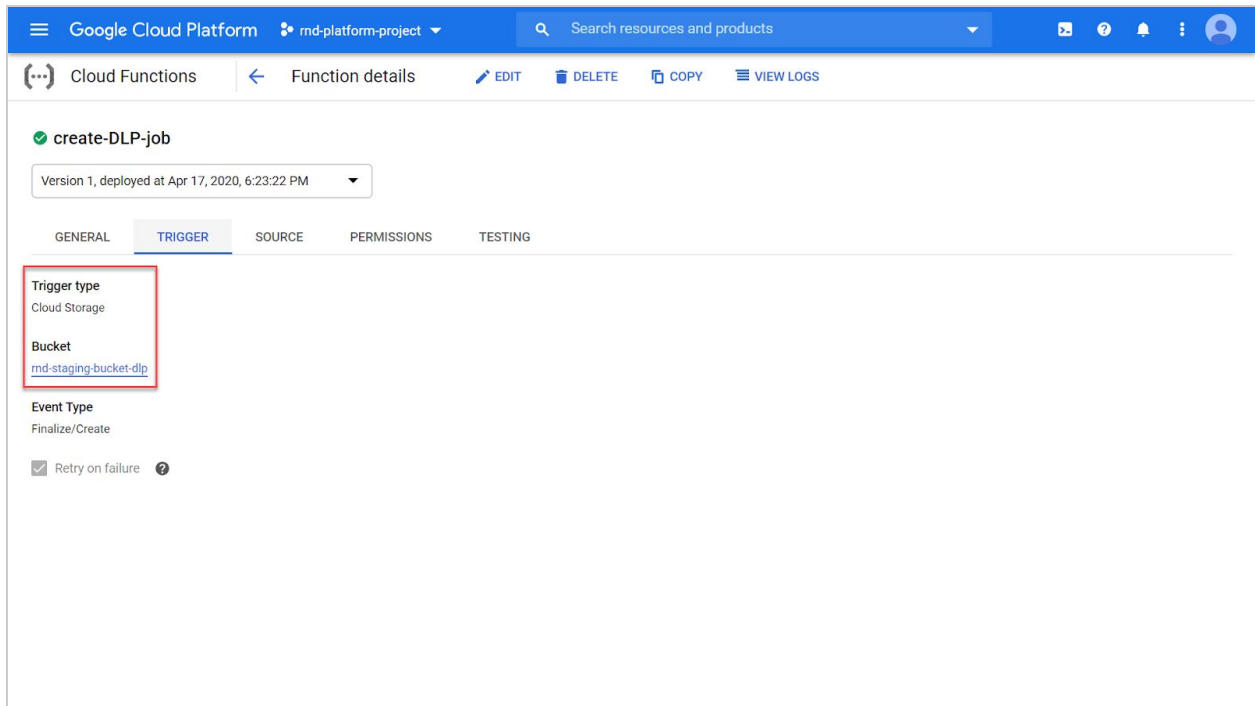 Google Cloud Platform rnd-platform-project Search resources and products
Cloud Functions Function details EDIT DELETE COPY VIEW LOGS
create-DLP-job
Version 1, deployed at Apr 17, 2020, 6:23:22 PM
GENERAL TRIGGER SOURCE PERMISSIONS TESTING
Trigger type
Cloud Storage
Bucket
rnd-staging-bucket-dlp
Event Type
Finalize/Create
Retry on failure